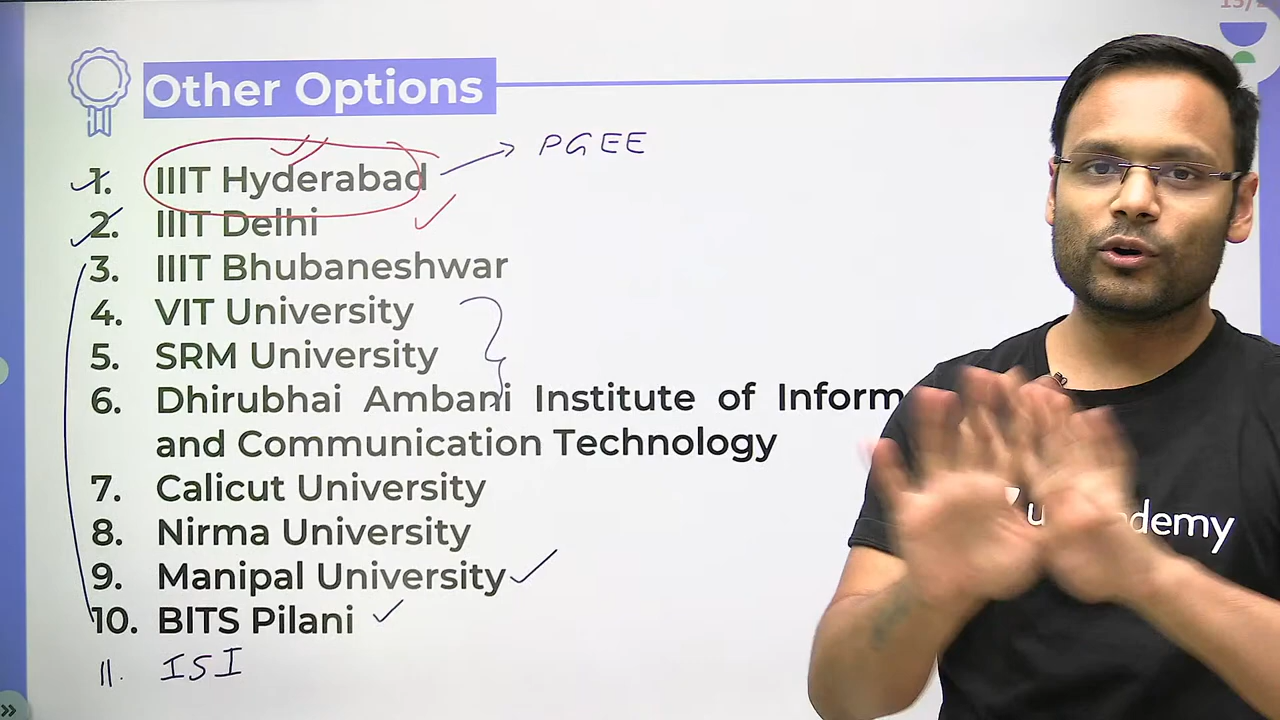 15/
Other Options
1. IIIT Hyderabad → PGEE
2. IIIT Delhi
3. IIIT Bhubaneshwar
4. VIT University
5. SRM University
6. Dhirubhai Ambani Institute of Inform
and Communication Technology
7. Calicut University
8. Nirma University
9. Manipal University
10. BITS Pilani
11. ISI
»